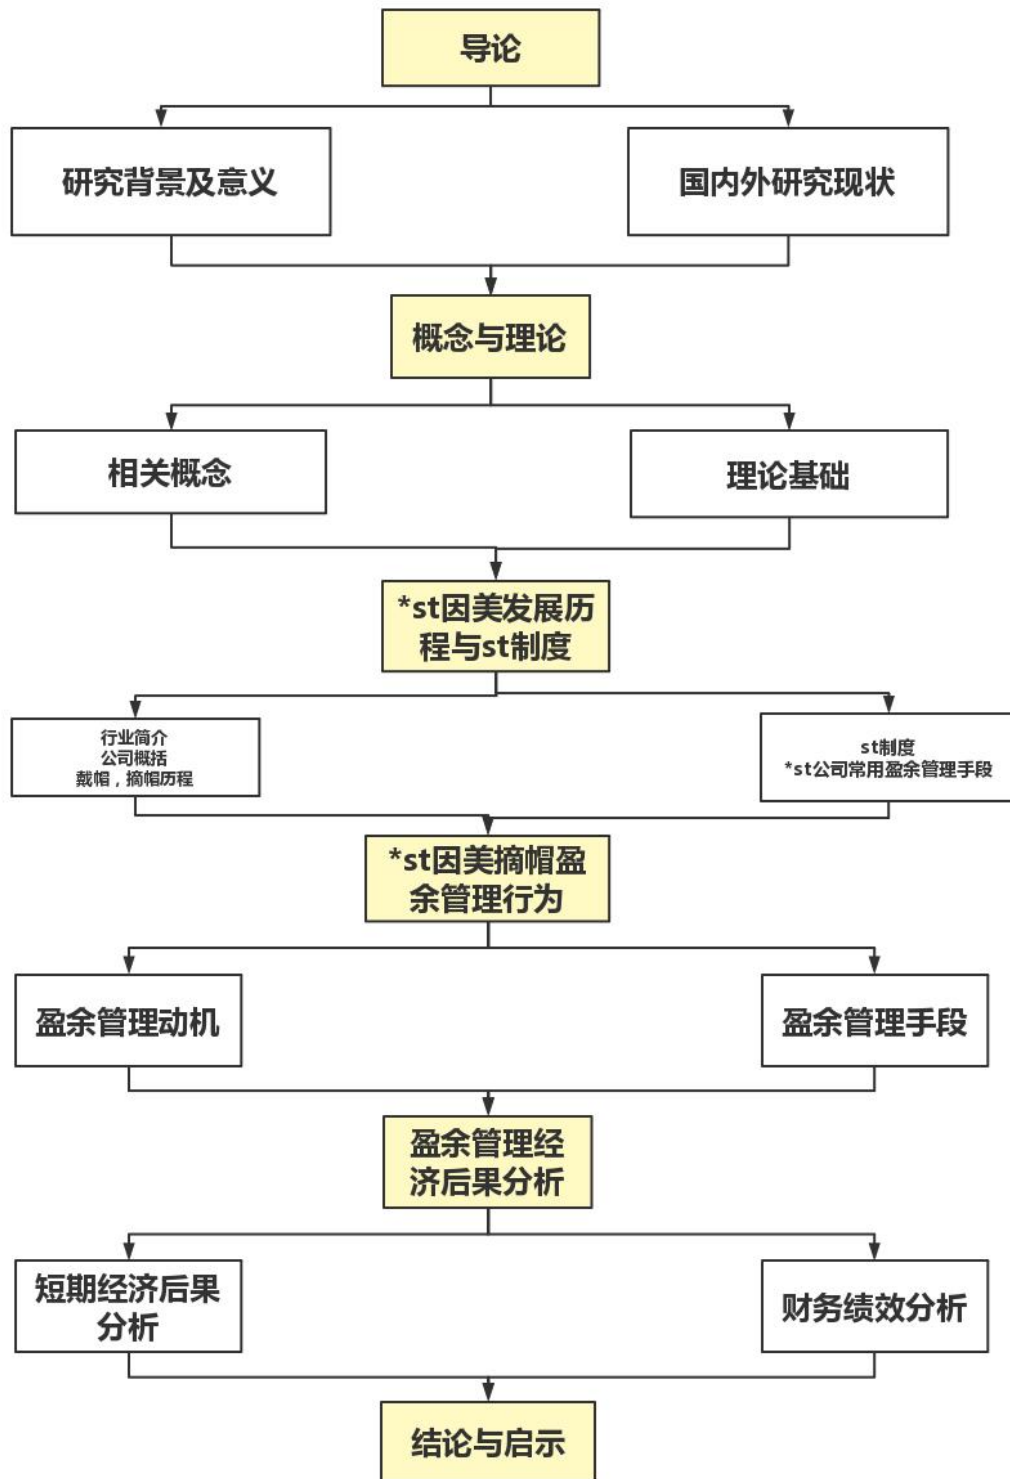 导论
研究背景及意义
国内外研究现状
概念与理论
相关概念
理论基础
*st因美发展历
程与st制度
行业简介
公司概括
戴帽，摘帽历程
st制度
*st公司常用盈余管理手段
*st因美摘帽盈
余管理行为
盈余管理动机
盈余管理手段
盈余管理经
济后果分析
短期经济后果
分析
财务绩效分析
结论与启示